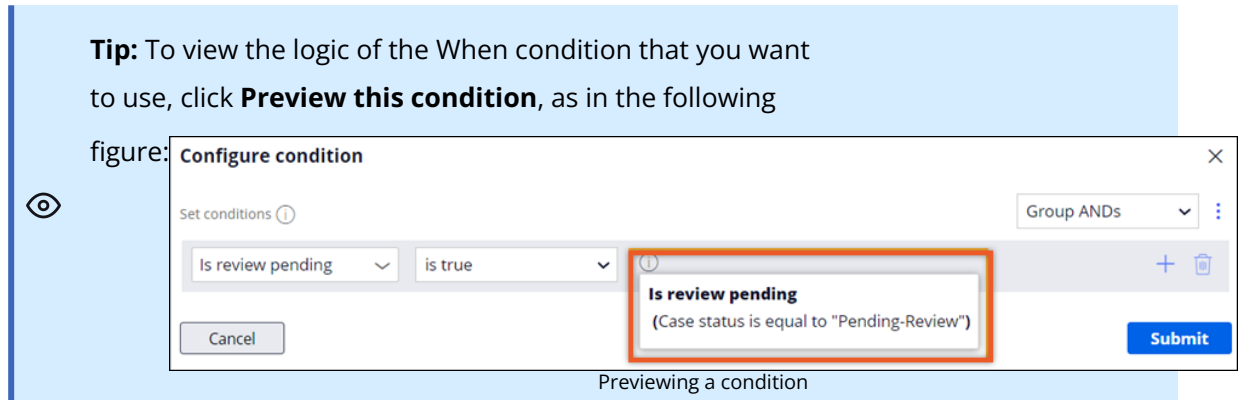 Tip: To view the logic of the When condition that you want
to use, click Preview this condition, as in the following
figure:
Configure condition
Set conditions
Group ANDs
Is review pending
is true
Is review pending
(Case status is equal to "Pending-Review")
Cancel
Submit
Previewing a condition